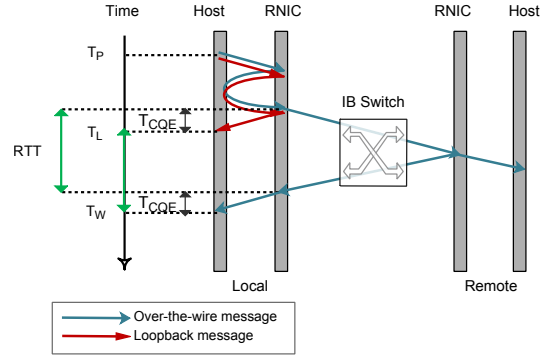 Time Host RNIC RNIC Host
T_P
IB Switch
T_CQE
T_L
RTT
T_CQE
T_W
Local Remote
Over-the-wire message
Loopback message